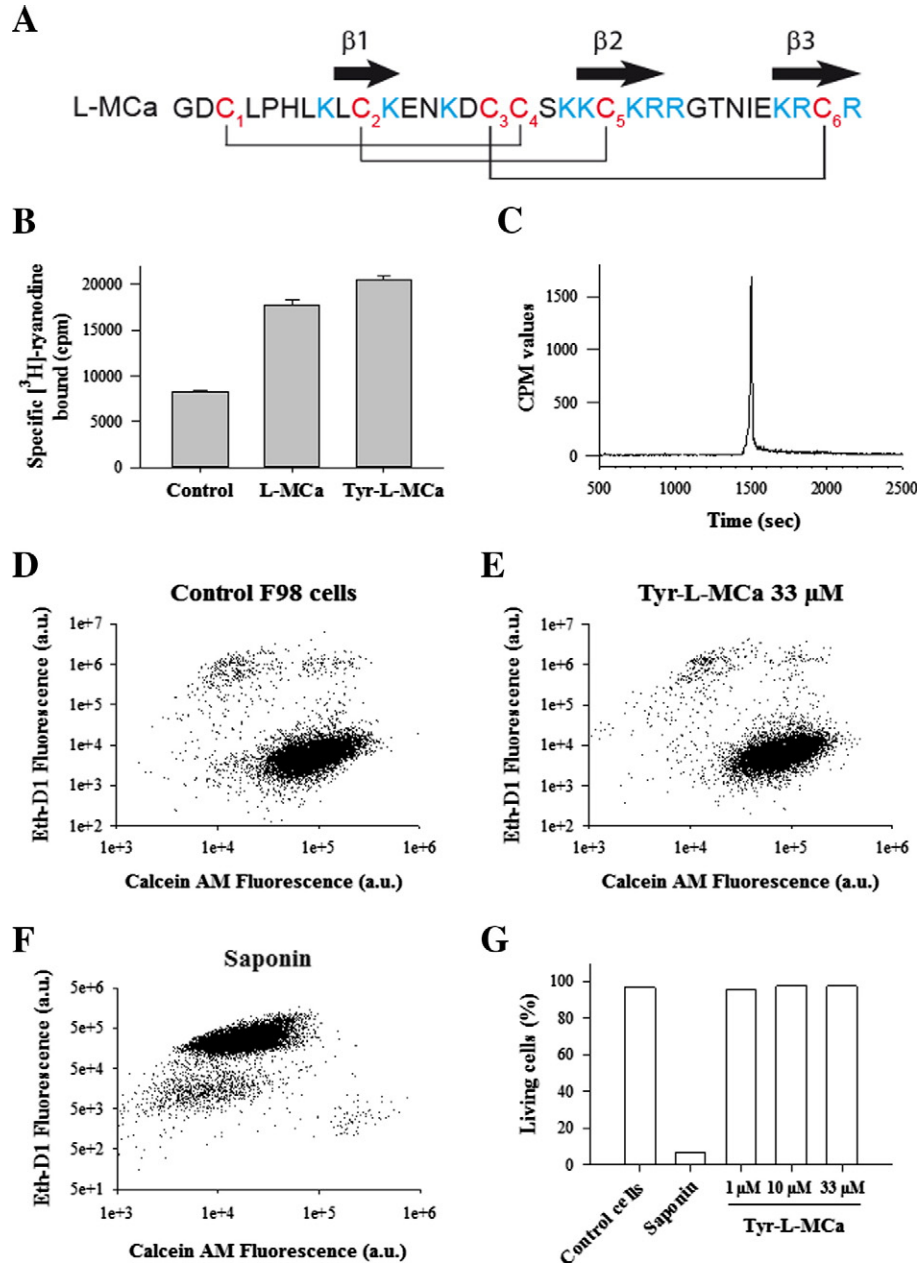 A
β1 β2 β3
L-MCa GDC1LPHLKLC2KENKDC3C4SKKC5KRRGTNIEKRC6R
B
Specific [3H]-ryanodine
bound (cpm)
20000
15000
10000
5000
0
Control L-MCa Tyr-L-MCa
C
CPM values
1500
1000
500
0
500 1000 1500 2000 2500
Time (sec)
D
Control F98 cells
Eth-D1 Fluorescence (a.u.)
1e+7
1e+6
1e+5
1e+4
1e+3
1e+2
1e+3 1e+4 1e+5 1e+6
Calcein AM Fluorescence (a.u.)
E
Tyr-L-MCa 33 µM
Eth-D1 Fluorescence (a.u.)
1e+7
1e+6
1e+5
1e+4
1e+3
1e+2
1e+3 1e+4 1e+5 1e+6
Calcein AM Fluorescence (a.u.)
F
Saponin
Eth-D1 Fluorescence (a.u.)
5e+6
5e+5
5e+4
5e+3
5e+2
5e+1
1e+3 1e+4 1e+5 1e+6
Calcein AM Fluorescence (a.u.)
G
Living cells (%)
100
80
60
40
20
0
Control cells
Saponin
1 µM 10 µM 33 µM
Tyr-L-MCa